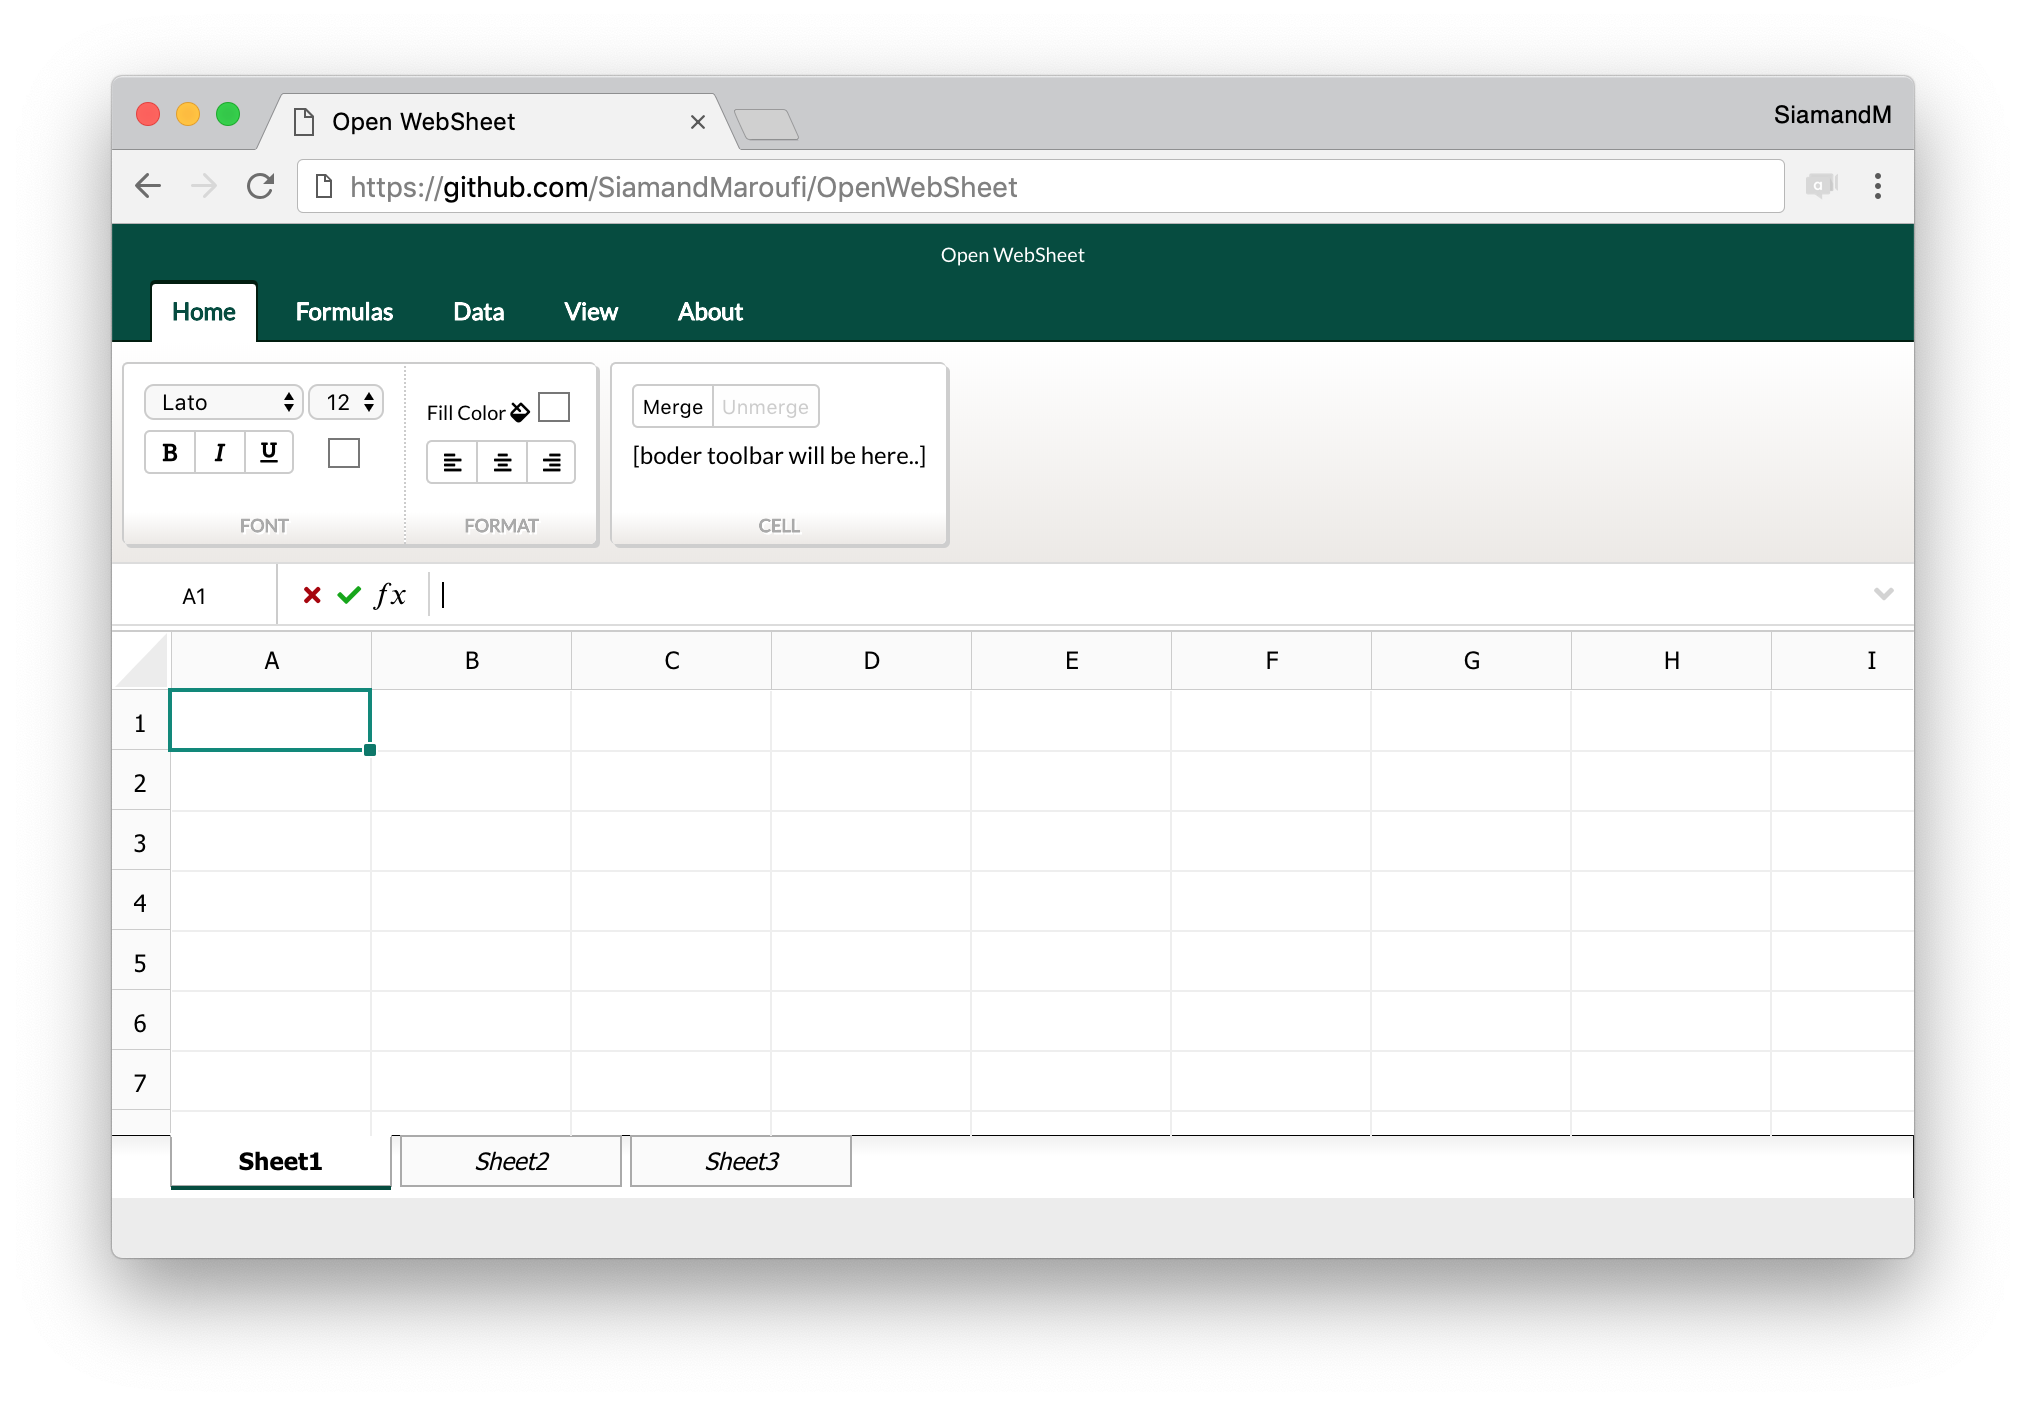 Open WebSheet
SiamandM
https://github.com/SiamandMaroufi/OpenWebSheet
Open WebSheet
Home Formulas Data View About
Lato 12 Fill Color Merge Unmerge
B I U [boder toolbar will be here..]
FONT FORMAT CELL
A1 fx
A B C D E F G H I
1
2
3
4
5
6
7
Sheet1 Sheet2 Sheet3